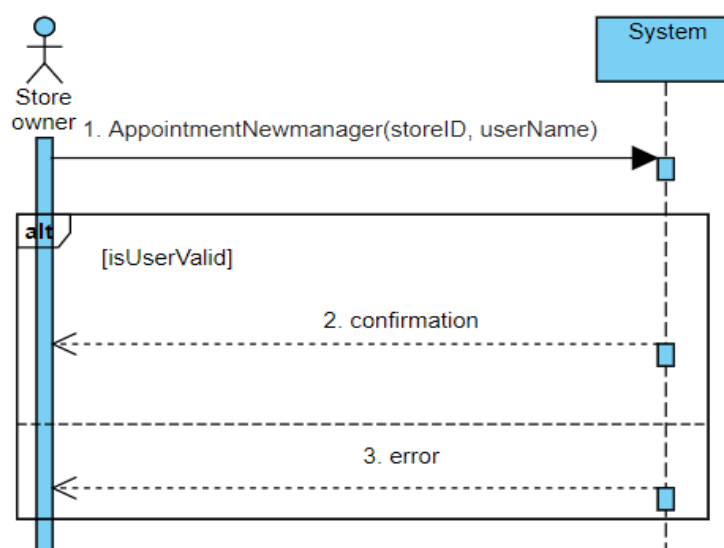 System
Store
owner
1. AppointmentNewmanager(storeID, userName)
alt
[isUserValid]
2. confirmation
3. error